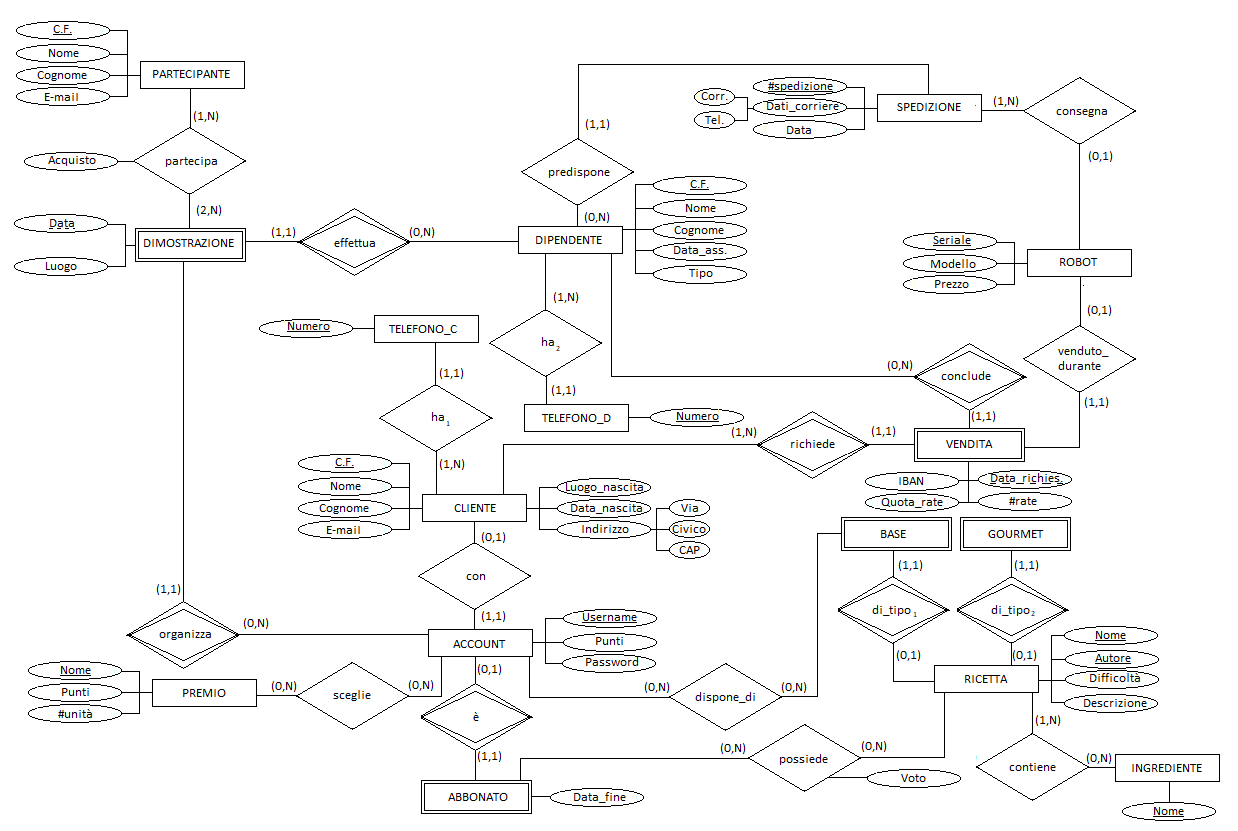 C.F.
Nome
Cognome
E-mail
PARTECIPANTE
(1,N)
Acquisto
partecipa
(2,N)
Data
Luogo
DIMOSTRAZIONE
(1,1)
effettua
(0,N)
(1,1)
predispone
(0,N)
DIPENDENTE
C.F.
Nome
Cognome
Data_ass.
Tipo
Corr.
Tel.
#spedizione
Dati_corriere
Data
SPEDIZIONE
(1,N)
consegna
(0,1)
Seriale
Modello
Prezzo
ROBOT
(0,1)
venduto_
durante
(1,1)
Numero
TELEFONO_C
(1,1)
ha1
(1,N)
(1,N)
ha2
(1,1)
TELEFONO_D
Numero
(0,N)
conclude
(1,1)
(1,N)
richiede
(1,1)
VENDITA
IBAN
Data_richies.
Quota_rate
#rate
C.F.
Nome
Cognome
E-mail
CLIENTE
Luogo_nascita
Data_nascita
Indirizzo
Via
Civico
CAP
(0,1)
con
(1,1)
BASE
GOURMET
(1,1)
(1,1)
di_tipo1
di_tipo2
(0,1)
(0,1)
(1,1)
organizza
(0,N)
ACCOUNT
Username
Punti
Password
Nome
Autore
Difficoltà
Descrizione
RICETTA
Nome
Punti
#unità
PREMIO
(0,N)
sceglie
(0,N)
(0,1)
è
(1,1)
(0,N)
dispone_di
(0,N)
(1,N)
(0,N)
possiede
(0,N)
Voto
contiene
(0,N)
INGREDIENTE
Nome
ABBONATO
Data_fine